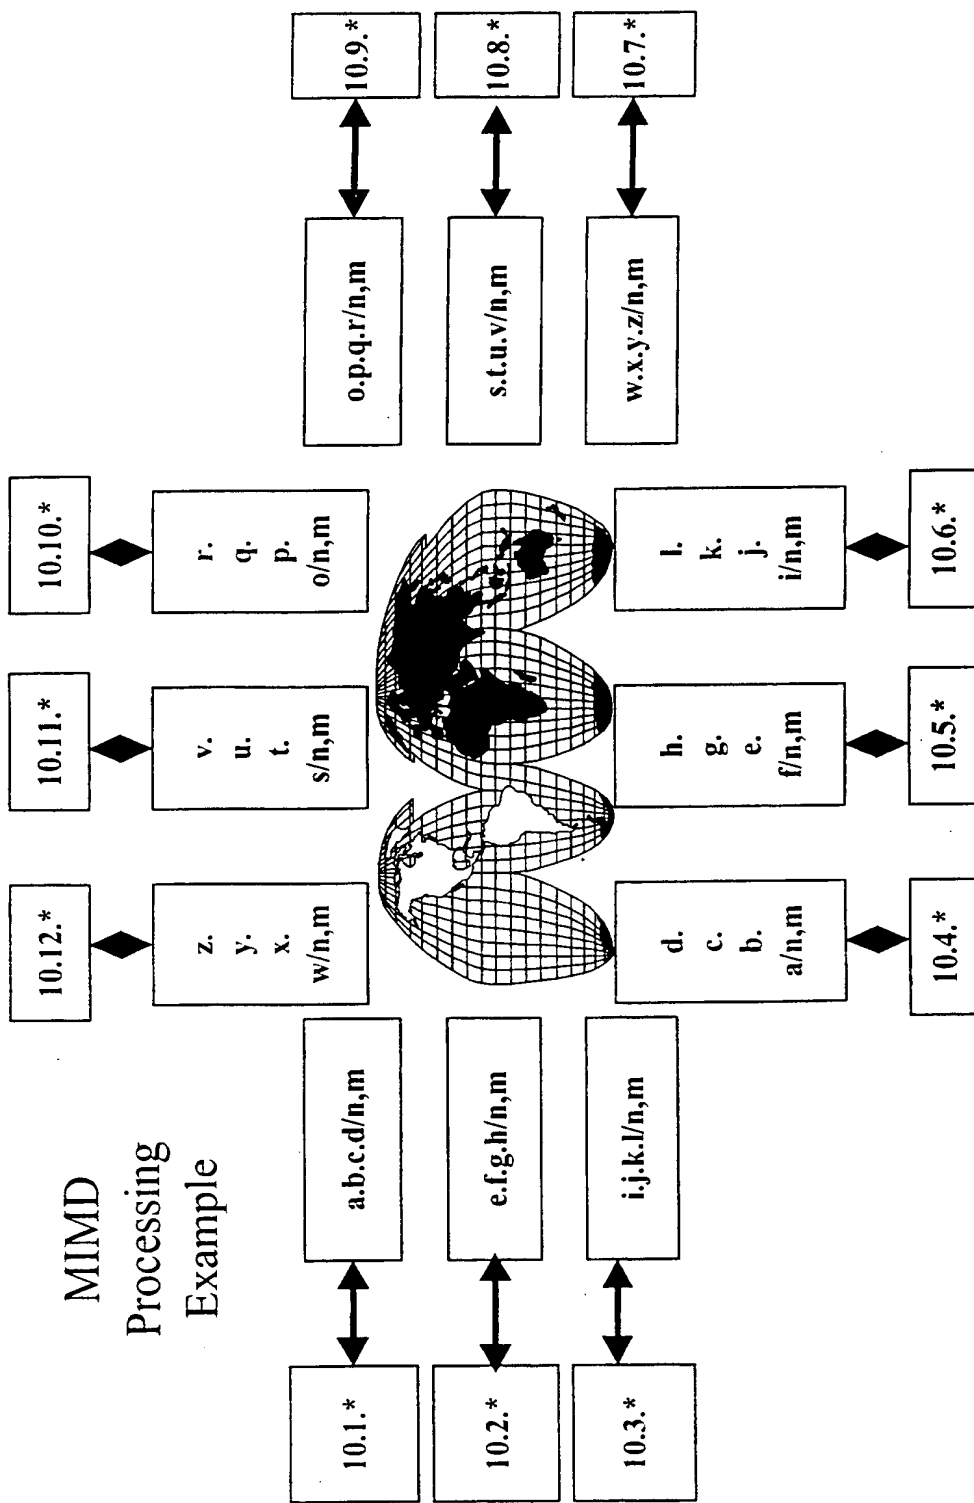 MIMD
Processing
Example
10.12.*
10.11.*
10.10.*
z.
y.
x.
w/n,m
v.
u.
t.
s/n,m
r.
q.
p.
o/n,m
10.1.*
a.b.c.d/n,m
o.p.q.r/n,m
10.9.*
10.2.*
e.f.g.h/n,m
s.t.u.v/n,m
10.8.*
10.3.*
i.j.k.l/n,m
w.x.y.z/n,m
10.7.*
d.
c.
b.
a/n,m
h.
g.
e.
f/n,m
l.
k.
j.
i/n,m
10.4.*
10.5.*
10.6.*